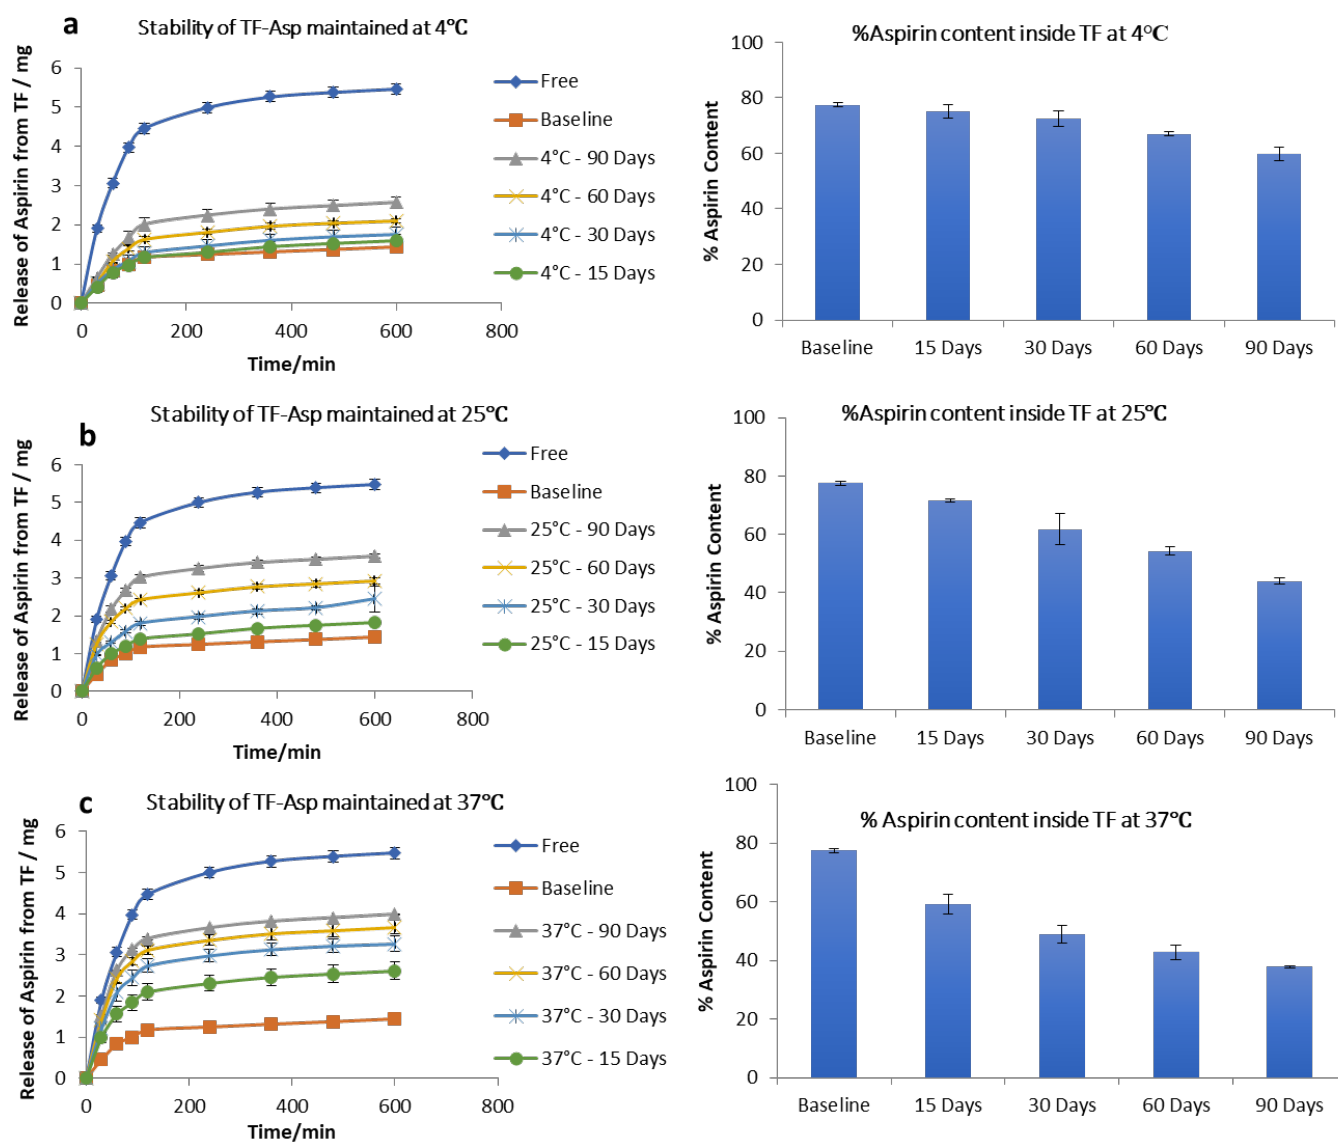 a
Stability of TF-Asp maintained at 4°C
Release of Aspirin from TF / mg
6
5
4
3
2
1
0
0 200 400 600 800
Time/min
Free
Baseline
4°C - 90 Days
4°C - 60 Days
4°C - 30 Days
4°C - 15 Days
%Aspirin content inside TF at 4°C
% Aspirin Content
100
80
60
40
20
0
Baseline 15 Days 30 Days 60 Days 90 Days
b
Stability of TF-Asp maintained at 25°C
Release of Aspirin from TF / mg
6
5
4
3
2
1
0
0 200 400 600 800
Time/min
Free
Baseline
25°C - 90 Days
25°C - 60 Days
25°C - 30 Days
25°C - 15 Days
%Aspirin content inside TF at 25°C
% Aspirin Content
100
80
60
40
20
0
Baseline 15 Days 30 Days 60 Days 90 Days
c
Stability of TF-Asp maintained at 37°C
Release of Aspirin from TF / mg
6
5
4
3
2
1
0
0 200 400 600 800
Time/min
Free
Baseline
37°C - 90 Days
37°C - 60 Days
37°C - 30 Days
37°C - 15 Days
% Aspirin content inside TF at 37°C
% Aspirin Content
100
80
60
40
20
0
Baseline 15 Days 30 Days 60 Days 90 Days